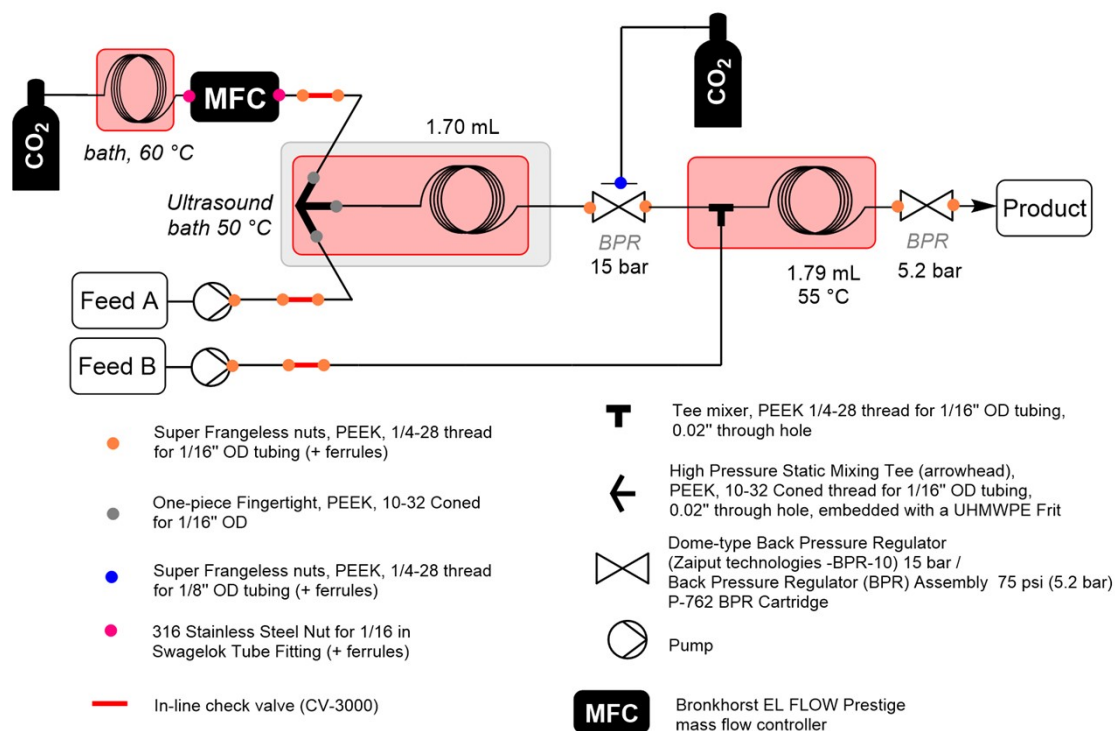 CO2
MFC
bath, 60 °C
1.70 mL
CO2
Ultrasound
bath 50 °C
BPR
15 bar
1.79 mL
55 °C
BPR
5.2 bar
Product
Feed A
Feed B
Super Frangeless nuts, PEEK, 1/4-28 thread
for 1/16" OD tubing (+ ferrules)
One-piece Fingertight, PEEK, 10-32 Coned
for 1/16" OD
Super Frangeless nuts, PEEK, 1/4-28 thread
for 1/8" OD tubing (+ ferrules)
316 Stainless Steel Nut for 1/16 in
Swagelok Tube Fitting (+ ferrules)
In-line check valve (CV-3000)
Tee mixer, PEEK 1/4-28 thread for 1/16" OD tubing,
0.02" through hole
High Pressure Static Mixing Tee (arrowhead),
PEEK, 10-32 Coned thread for 1/16" OD tubing,
0.02" through hole, embedded with a UHMWPE Frit
Dome-type Back Pressure Regulator
(Zaiput technologies -BPR-10) 15 bar /
Back Pressure Regulator (BPR) Assembly 75 psi (5.2 bar)
P-762 BPR Cartridge
Pump
MFC
Bronkhorst EL FLOW Prestige
mass flow controller